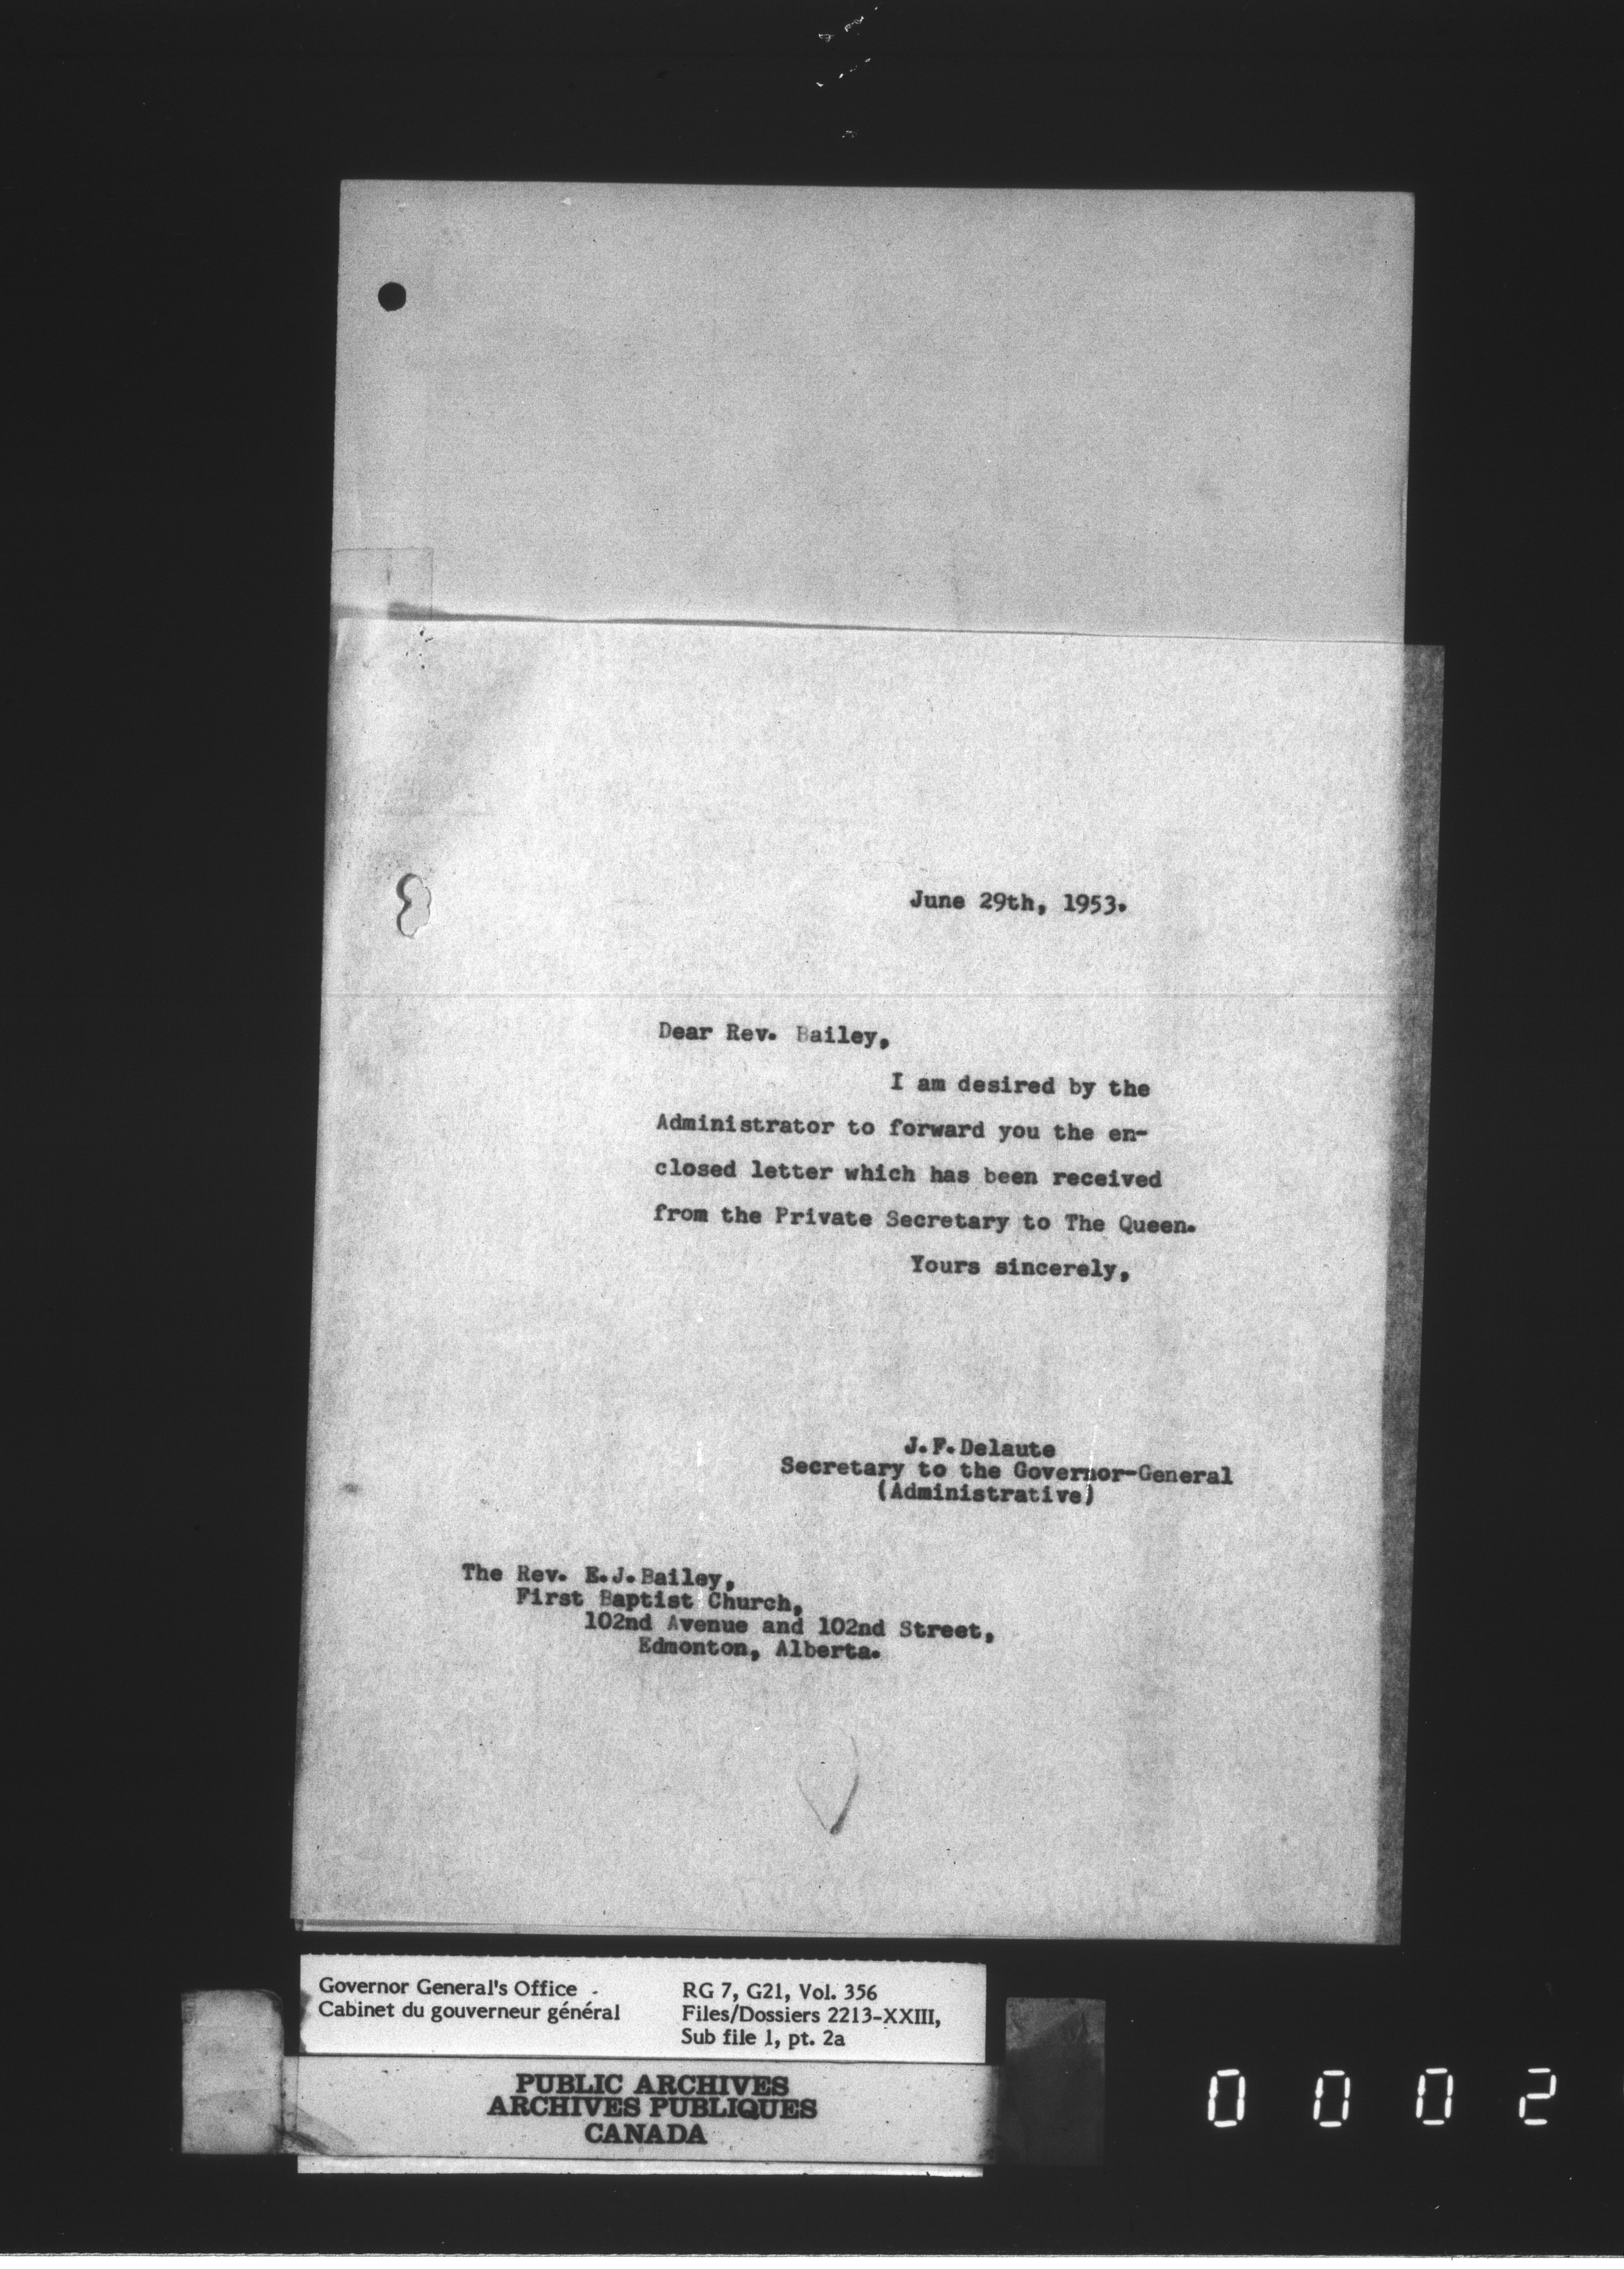 June 29th, 1953.
Dear Rev. Bailey,
I am desired by the
Administrator to forward you the en-
closed letter which has been received
from the Private Secretary to The Queen.
Yours sincerely,
J.F.Delaute
Secretary to the Governor-General
(Administrative)
The Rev. E.J.Bailey,
First Baptist Church,
102nd Avenue and 102nd Street,
Edmonton, Alberta.
Governor General's Office -
Cabinet du gouverneur général
RG 7, G21, Vol. 356
Files/Dossiers 2213-XXIII,
Sub file 1, pt. 2a
PUBLIC ARCHIVES
ARCHIVES PUBLIQUES
CANADA
0 0 0 2